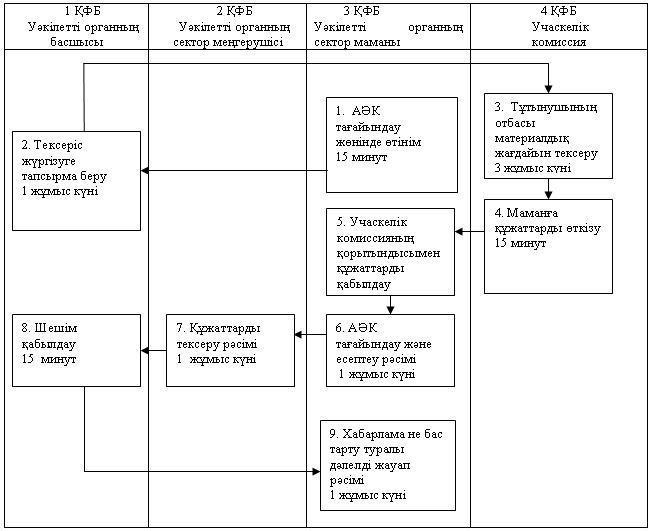 1 ҚФБ
Уәкілетті органның
басшысы
2 ҚФБ
Уәкілетті органның
сектор меңгерушісі
3 ҚФБ
Уәкілетті органның
сектор маманы
4 ҚФБ
Учаскелік
комиссия
1. АӘК
тағайындау
жөнінде өтінім
15 минут
2. Тексеріс
жүргізуге
тапсырма беру
1 жұмыс күні
3. Тұтынушының
отбасы
материалдық
жағдайын тексеру
3 жұмыс күні
4. Маманға
құжаттарды өткізу
15 минут
5. Учаскелік
комиссияның
қорытындысымен
құжаттарды
қабылдау
6. АӘК
тағайындау және
есептеу рәсімі
1 жұмыс күні
7. Құжаттарды
тексеру рәсімі
1 жұмыс күні
8. Шешім
қабылдау
15 минут
9. Хабарлама не бас
тарту туралы
дәлелді жауап
рәсімі
1 жұмыс күні